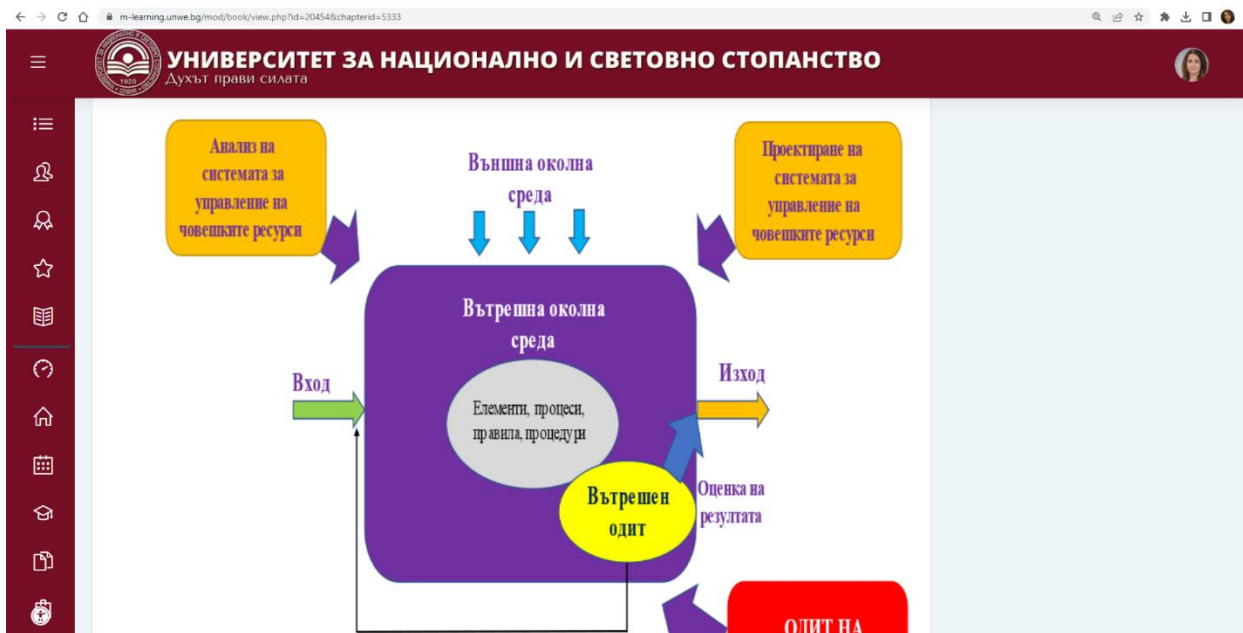 m-learning.unwe.bg/mod/book/view.php?id=20454&chapterid=5333
УНИВЕРСИТЕТ ЗА НАЦИОНАЛНО И СВЕТОВНО СТОПАНСТВО
Духът прави силата
1920
Анализ на
системата за
управление на
човешките ресурси
Външна околна
среда
Проектиране на
системата за
управление на
човешките ресурси
Вътрешна околна
среда
Вход
Изход
Елементи, процеси,
правила, процедури
Вътрешен
одит
Оценка на
резултата
ОДИТ НА